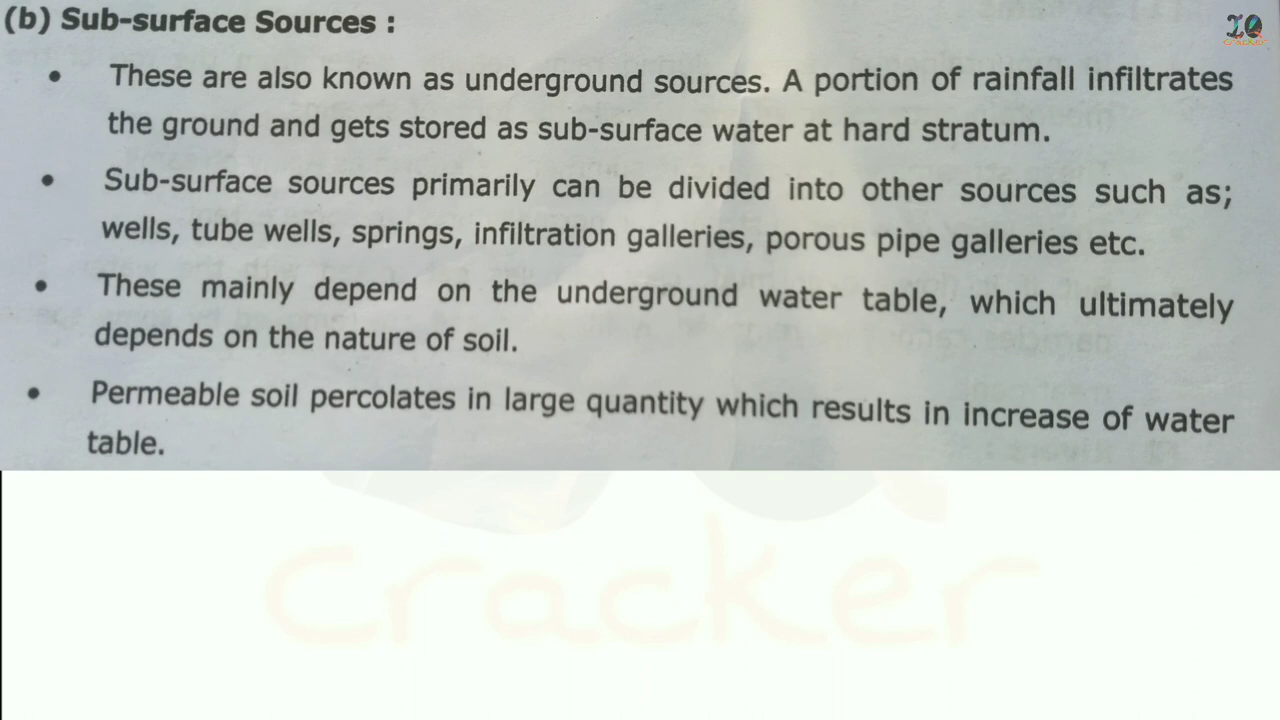 (b) Sub-surface Sources :
IQ
cracker
• These are also known as underground sources. A portion of rainfall infiltrates
the ground and gets stored as sub-surface water at hard stratum.
• Sub-surface sources primarily can be divided into other sources such as;
wells, tube wells, springs, infiltration galleries, porous pipe galleries etc.
• These mainly depend on the underground water table, which ultimately
depends on the nature of soil.
• Permeable soil percolates in large quantity which results in increase of water
table.
cracker